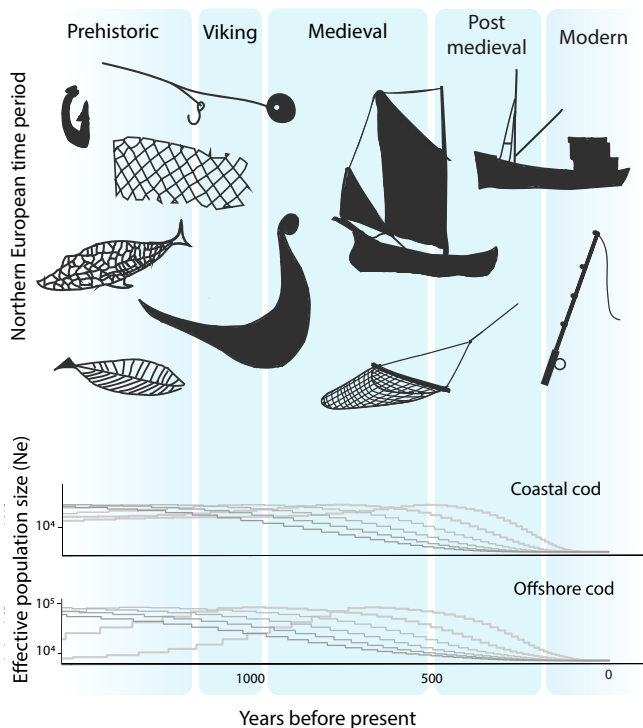 Prehistoric
Viking
Medieval
Post
medieval
Modern
Northern European time period
Effective population size (Ne)
Coastal cod
10⁴
Offshore cod
10⁵
10⁴
1000
500
0
Years before present